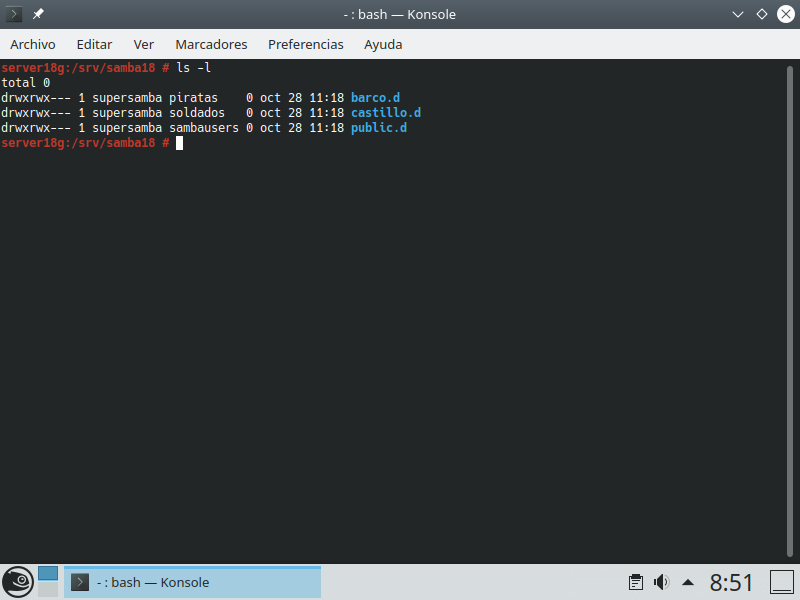 - : bash — Konsole
Archivo Editar Ver Marcadores Preferencias Ayuda
server18g:/srv/samba18 # ls -l
total 0
drwxrwx--- 1 supersamba piratas    0 oct 28 11:18 barco.d
drwxrwx--- 1 supersamba soldados   0 oct 28 11:18 castillo.d
drwxrwx--- 1 supersamba sambausers 0 oct 28 11:18 public.d
server18g:/srv/samba18 #
- : bash — Konsole 8:51